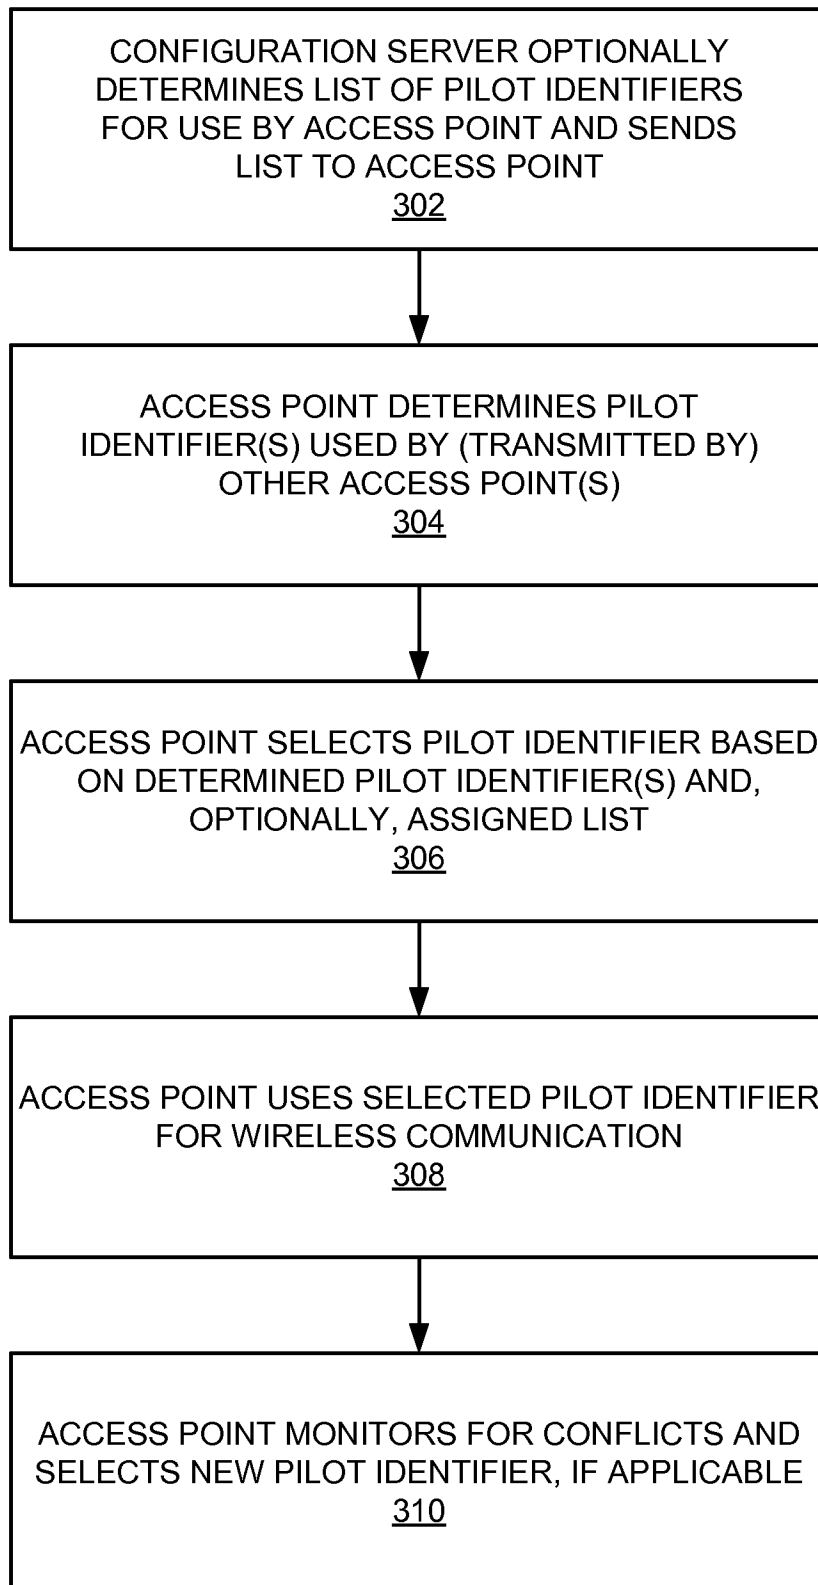 CONFIGURATION SERVER OPTIONALLY
DETERMINES LIST OF PILOT IDENTIFIERS
FOR USE BY ACCESS POINT AND SENDS
LIST TO ACCESS POINT
302
ACCESS POINT DETERMINES PILOT
IDENTIFIER(S) USED BY (TRANSMITTED BY)
OTHER ACCESS POINT(S)
304
ACCESS POINT SELECTS PILOT IDENTIFIER BASED
ON DETERMINED PILOT IDENTIFIER(S) AND,
OPTIONALLY, ASSIGNED LIST
306
ACCESS POINT USES SELECTED PILOT IDENTIFIER
FOR WIRELESS COMMUNICATION
308
ACCESS POINT MONITORS FOR CONFLICTS AND
SELECTS NEW PILOT IDENTIFIER, IF APPLICABLE
310